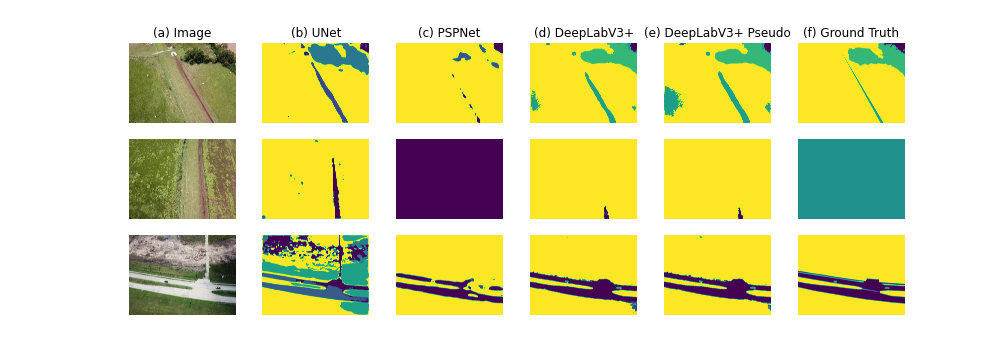 (a) Image
(b) UNet
(c) PSPNet
(d) DeepLabV3+
(e) DeepLabV3+ Pseudo
(f) Ground Truth